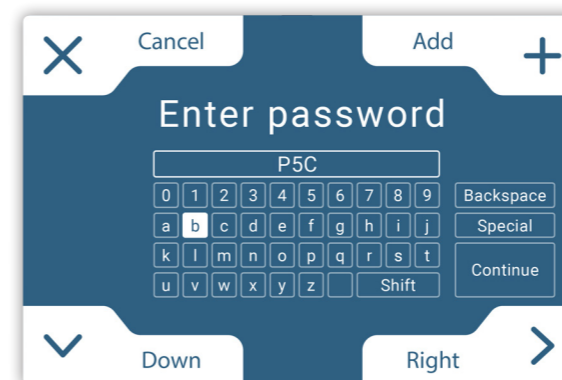 Cancel Add
Enter password
P5C
0 1 2 3 4 5 6 7 8 9 Backspace
a b c d e f g h i j Special
k l m n o p q r s t Continue
u v w x y z Shift
Down Right